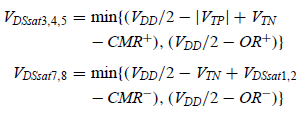 V_{DSsat3,4,5} = min{(V_{DD}/2 − |V_{TP}| + V_{TN}
− CMR⁺), (V_{DD}/2 − OR⁺)}
V_{DSsat7,8} = min{(V_{DD}/2 − V_{TN} + V_{DSsat1,2}
− CMR⁻), (V_{DD}/2 − OR⁻)}